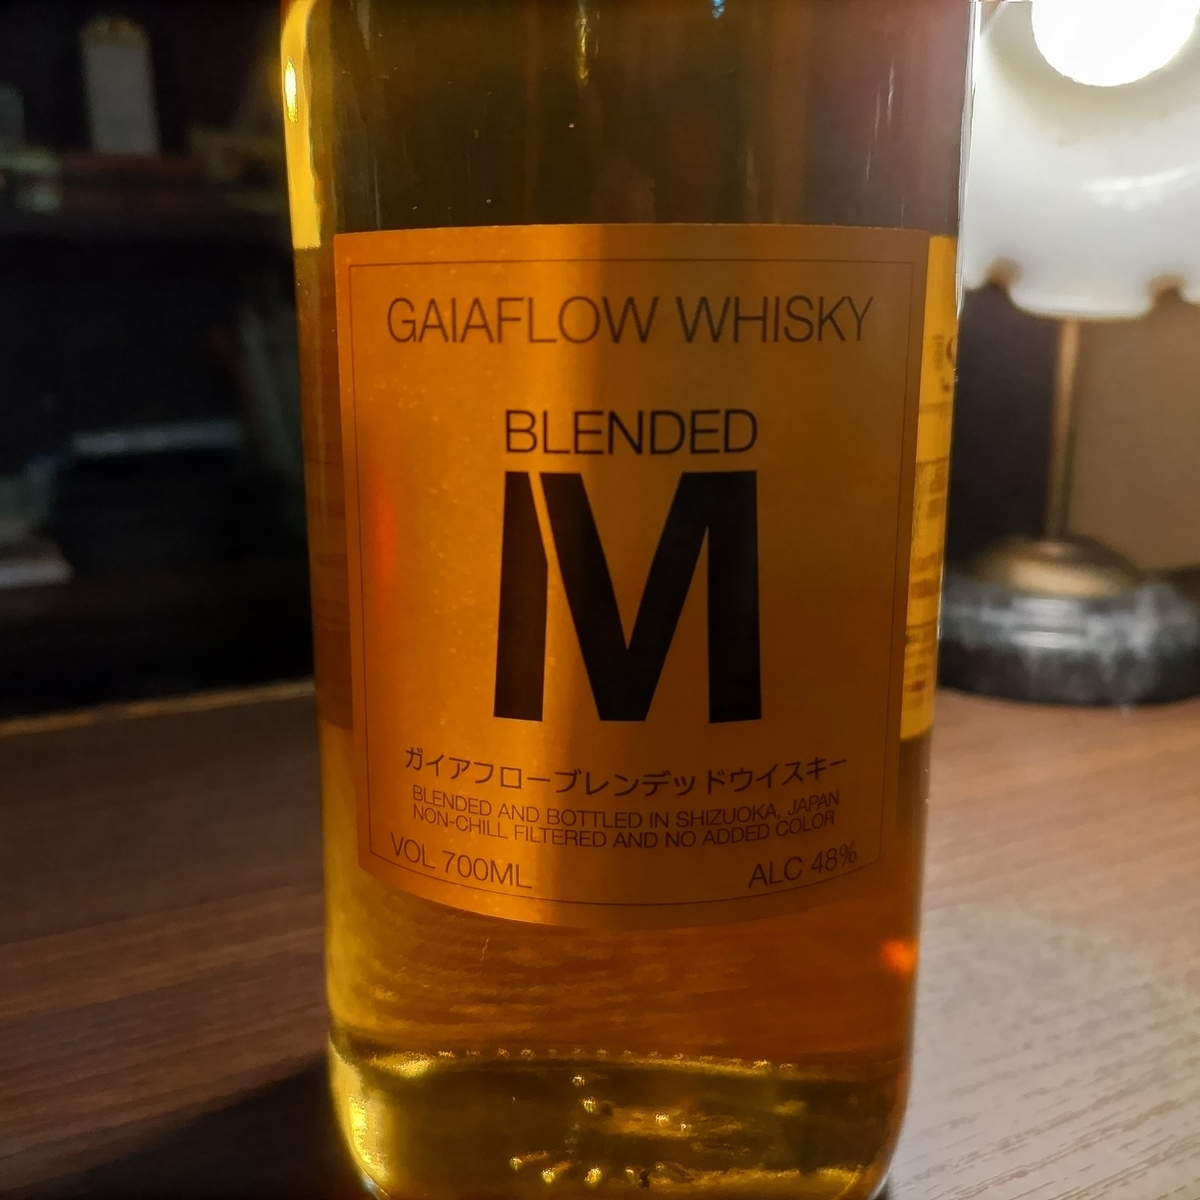 GAIAFLOW WHISKY
BLENDED
M
ガイアフローブレンデッドウイスキー
BLENDED AND BOTTLED IN SHIZUOKA, JAPAN
NON-CHILL FILTERED AND NO ADDED COLOR
VOL 700ML ALC 48%